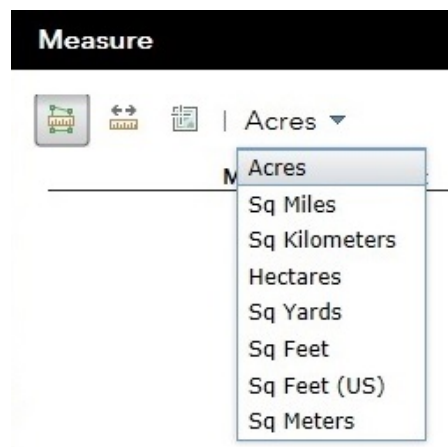 Measure
| Acres
M
Acres
Sq Miles
Sq Kilometers
Hectares
Sq Yards
Sq Feet
Sq Feet (US)
Sq Meters